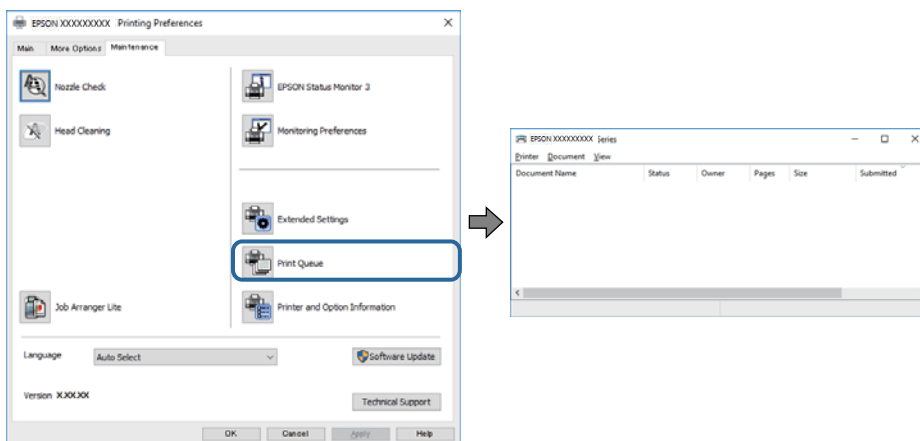 EPSON XXXXXXXXX Printing Preferences
Main More Options Maintenance
Nozzle Check
EPSON Status Monitor 3
Head Cleaning
Monitoring Preferences
Extended Settings
Print Queue
Job Arranger Lite
Printer and Option Information
Language Auto Select
Software Update
Version X.XX.XX
Technical Support
OK Cancel Apply Help
EPSON XXXXXXXXX Series
Printer Document View
Document Name Status Owner Pages Size Submitted